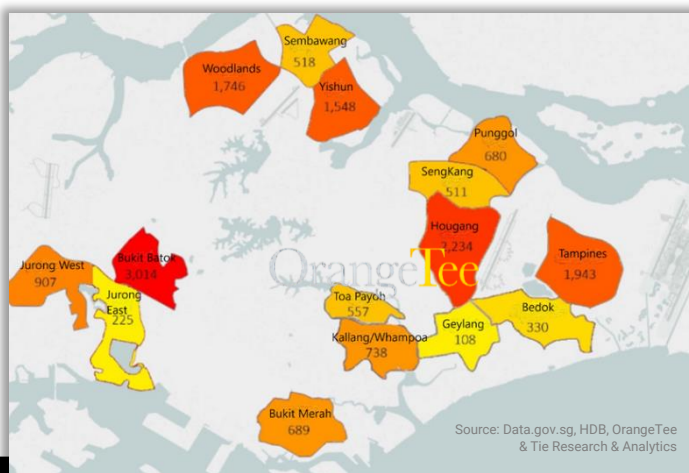 Sembawang
518
Woodlands
1,746
Yishun
1,548
Punggol
680
SengKang
511
Hougang
Tampines
1,943
Bukit Batok
3,014
Jurong West
907
Jurong
East
225
OrangeTee
Toa Payoh
557
Kallang/Whampoa
738
Geylang
108
Bedok
330
Bukit Merah
689
Source: Data.gov.sg, HDB, OrangeTee
& Tie Research & Analytics